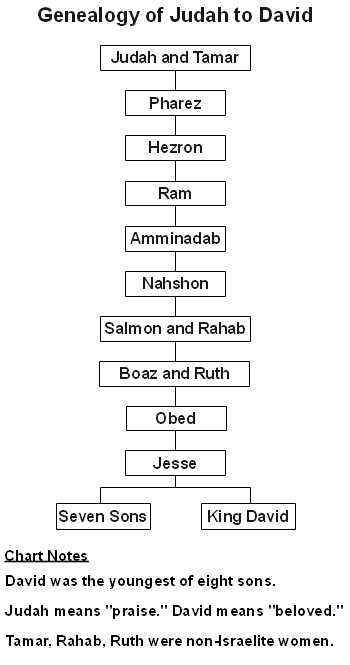 Genealogy of Judah to David
Judah and Tamar
Pharez
Hezron
Ram
Amminadab
Nahshon
Salmon and Rahab
Boaz and Ruth
Obed
Jesse
Seven Sons
King David
Chart Notes
David was the youngest of eight sons.
Judah means "praise." David means "beloved."
Tamar, Rahab, Ruth were non-Israelite women.